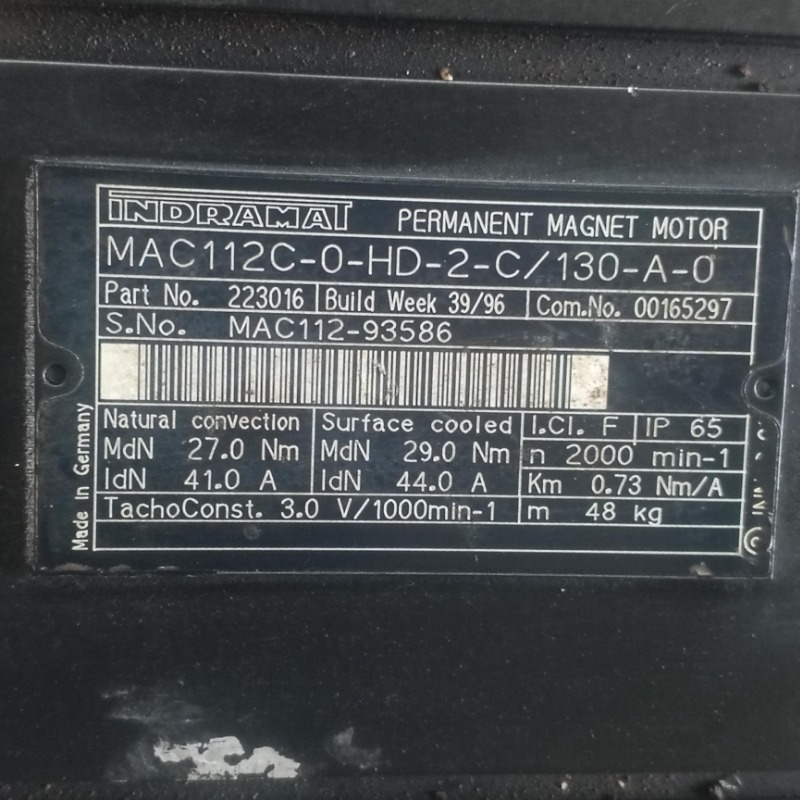 INDRAMAT PERMANENT MAGNET MOTOR
MAC112C-0-HD-2-C/130-A-0
Part No. 223016 Build Week 39/96 Com.No. 00165297
S.No. MAC112-93586
Natural convection Surface cooled I.Cl. F IP 65
MdN 27.0 Nm MdN 29.0 Nm n 2000 min-1
IdN 41.0 A IdN 44.0 A Km 0.73 Nm/A
TachoConst. 3.0 V/1000min-1 m 48 kg
Made in Germany